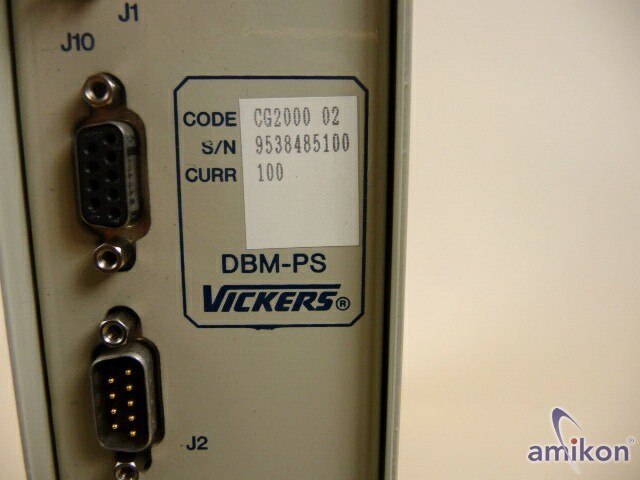 J1
J10
CODE CG2000 02
S/N 9538485100
CURR 100
DBM-PS
VICKERS®
J2
amikon